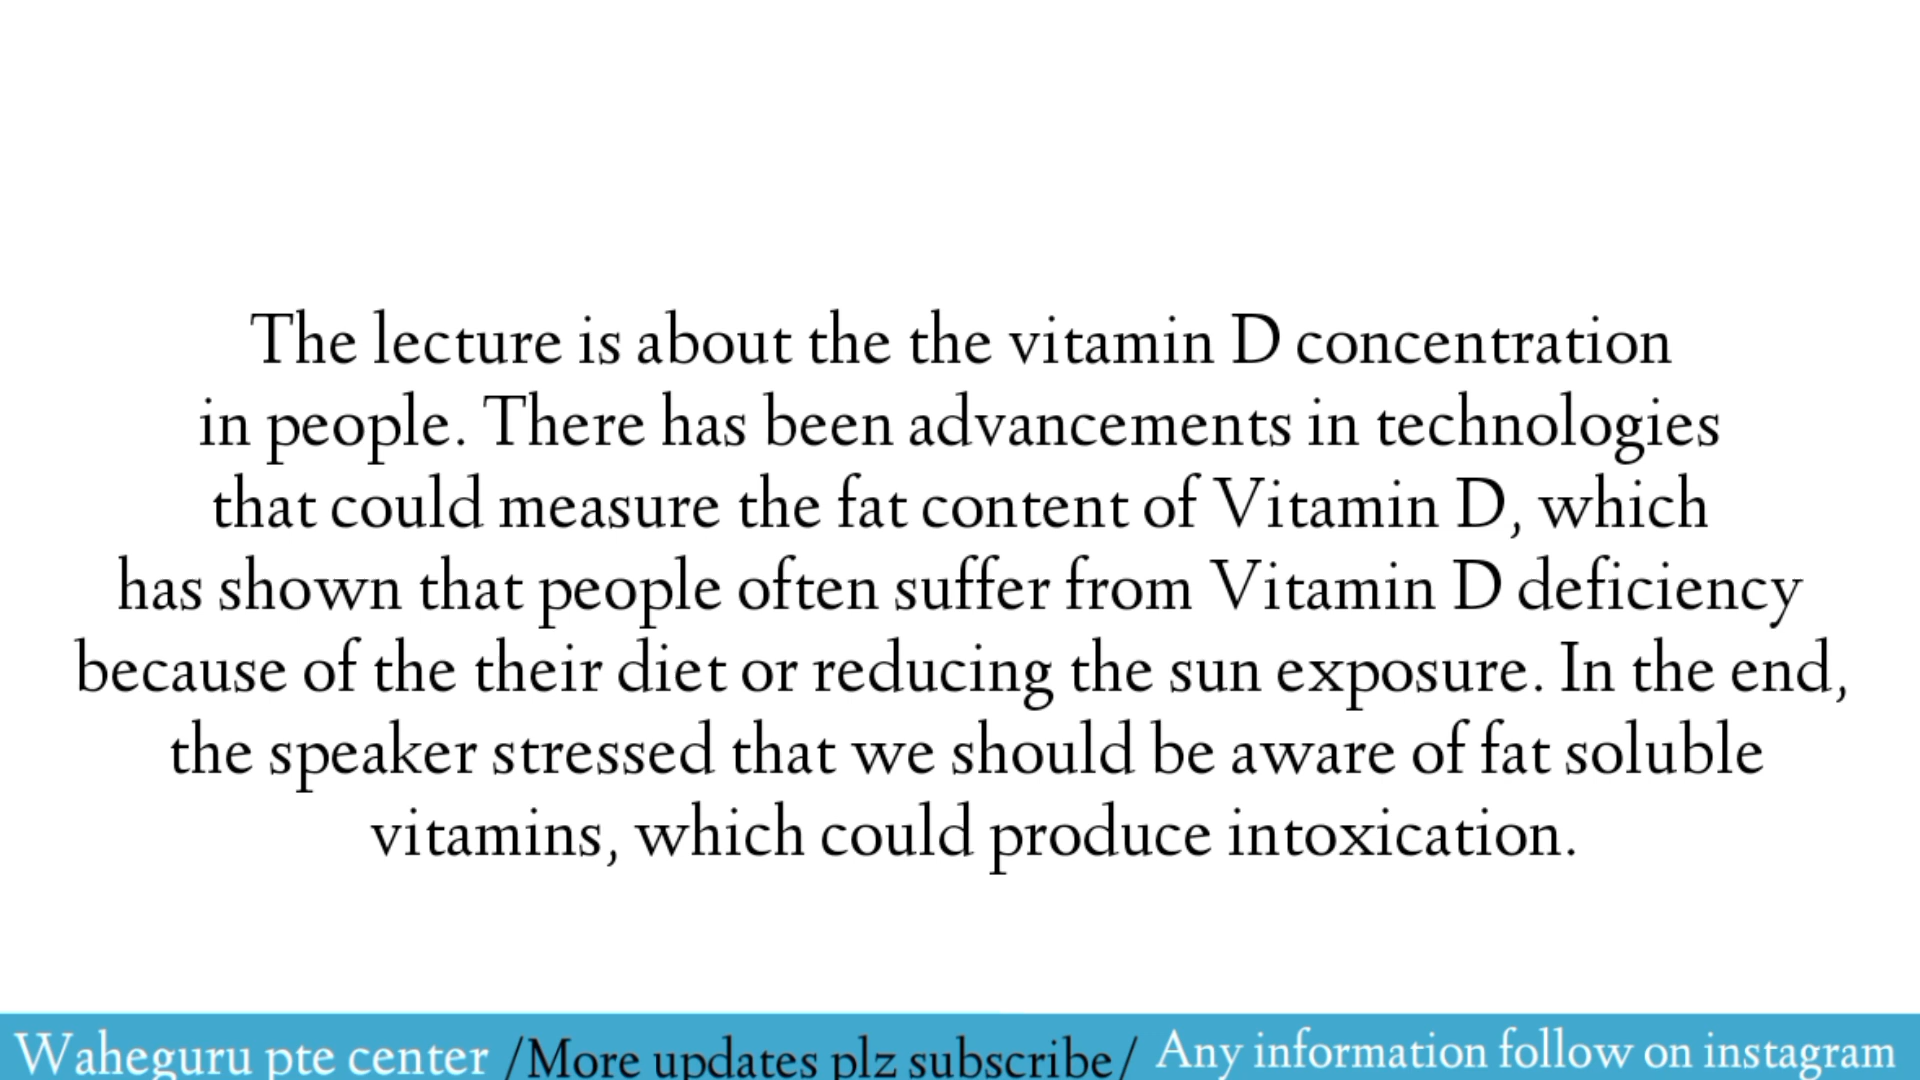 The lecture is about the the vitamin D concentration
in people. There has been advancements in technologies
that could measure the fat content of Vitamin D, which
has shown that people often suffer from Vitamin D deficiency
because of the their diet or reducing the sun exposure. In the end,
the speaker stressed that we should be aware of fat soluble
vitamins, which could produce intoxication.
Waheguru pte center /More updates plz subscribe/ Any information follow on instagram